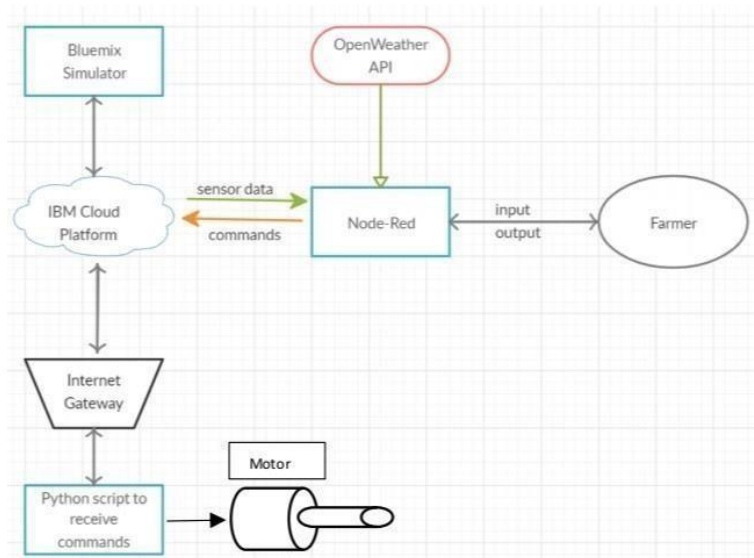 Bluemix
Simulator
OpenWeather
API
sensor data
IBM Cloud
Platform
commands
Node-Red
input
output
Farmer
Internet
Gateway
Motor
Python script to
receive
commands